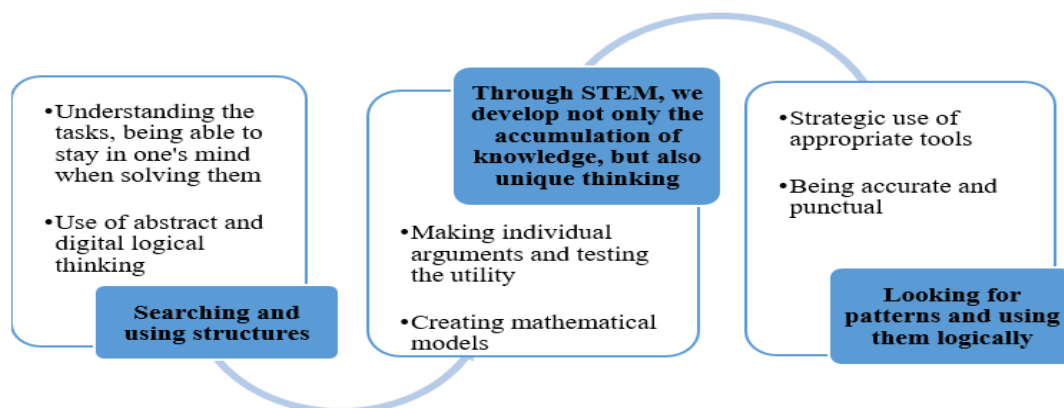 •Understanding the
tasks, being able to
stay in one's mind
when solving them
•Use of abstract and
digital logical
thinking
Searching and
using structures
Through STEM, we
develop not only the
accumulation of
knowledge, but also
unique thinking
•Making individual
arguments and testing
the utility
•Creating mathematical
models
•Strategic use of
appropriate tools
•Being accurate and
punctual
Looking for
patterns and using
them logically